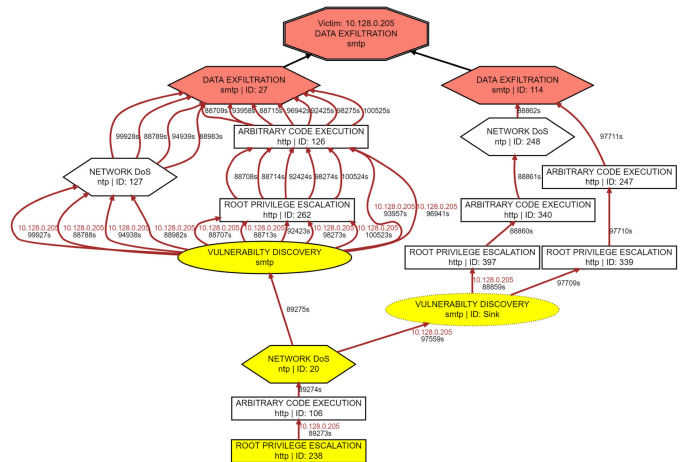 Victim: 10.128.0.205
DATA EXFILTRATION
smtp
DATA EXFILTRATION
smtp | ID: 27
DATA EXFILTRATION
smtp | ID: 114
88709s
93958s
88715s
96942s
92425s
98275s
100525s
88862s
99928s
88789s
94939s
88983s
ARBITRARY CODE EXECUTION
http | ID: 126
NETWORK DoS
ntp | ID: 248
97711s
NETWORK DoS
ntp | ID: 127
88708s
88714s
92424s
98274s
100524s
88861s
ARBITRARY CODE EXECUTION
http | ID: 247
ROOT PRIVILEGE ESCALATION
http | ID: 262
10.128.0.205
93957s
10.128.0.205
96941s
ARBITRARY CODE EXECUTION
http | ID: 340
10.128.0.205
99927s
10.128.0.205
88788s
10.128.0.205
94938s
10.128.0.205
88982s
10.128.0.205
88707s
10.128.0.205
88713s
92423s
10.128.0.205
98273s
10.128.0.205
100523s
88860s
97710s
VULNERABILTY DISCOVERY
smtp
ROOT PRIVILEGE ESCALATION
http | ID: 397
ROOT PRIVILEGE ESCALATION
http | ID: 339
10.128.0.205
88859s
97709s
VULNERABILTY DISCOVERY
smtp | ID: Sink
89275s
10.128.0.205
97559s
NETWORK DoS
ntp | ID: 20
89274s
ARBITRARY CODE EXECUTION
http | ID: 106
10.128.0.205
89273s
ROOT PRIVILEGE ESCALATION
http | ID: 238